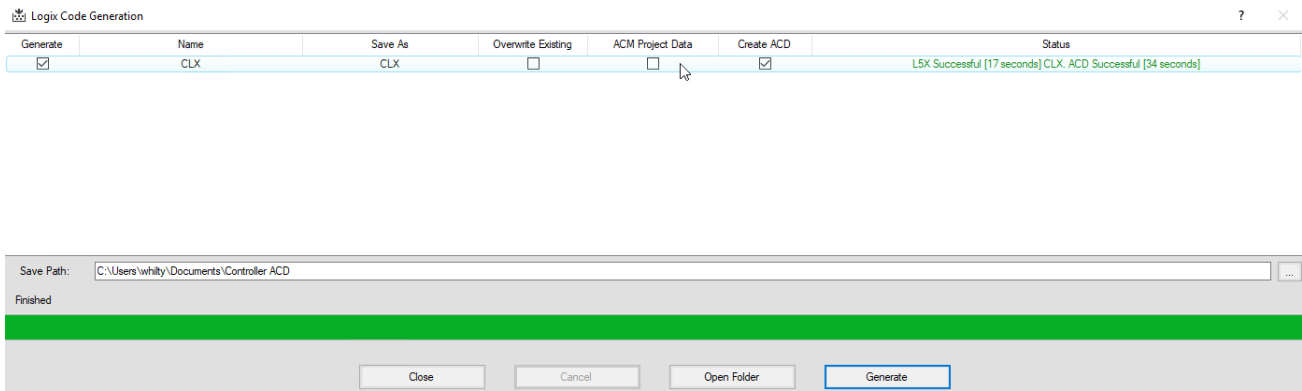 Logix Code Generation ?
Generate Name Save As Overwrite Existing ACM Project Data Create ACD Status
CLX CLX L5X Successful [17 seconds] CLX. ACD Successful [34 seconds]
Save Path: C:\Users\whilty\Documents\Controller ACD ...
Finished
Close Cancel Open Folder Generate